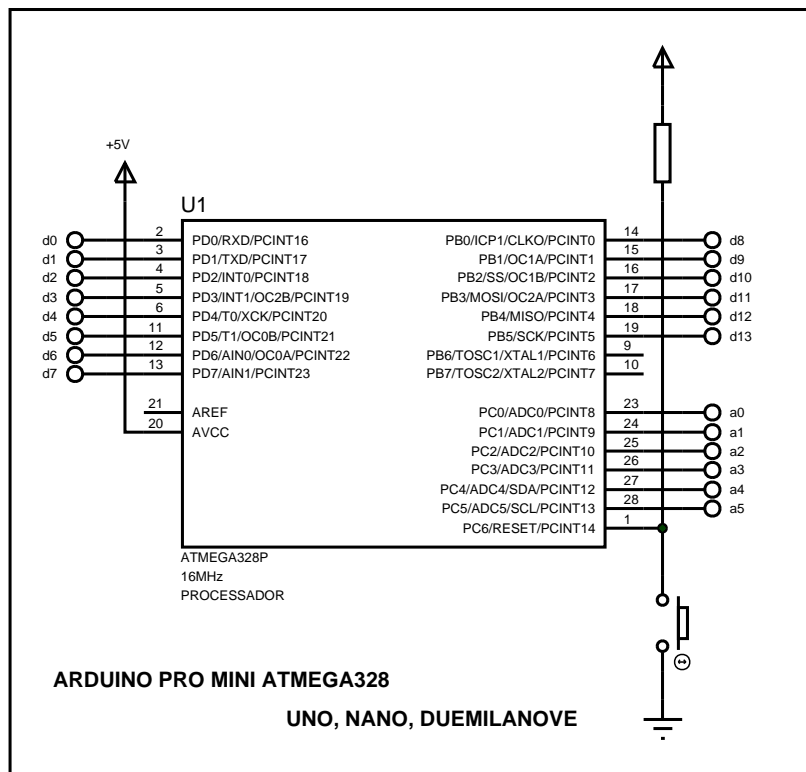 +5V
U1
d0 2 PD0/RXD/PCINT16 PB0/ICP1/CLKO/PCINT0 14 d8
d1 3 PD1/TXD/PCINT17 PB1/OC1A/PCINT1 15 d9
d2 4 PD2/INT0/PCINT18 PB2/SS/OC1B/PCINT2 16 d10
d3 5 PD3/INT1/OC2B/PCINT19 PB3/MOSI/OC2A/PCINT3 17 d11
d4 6 PD4/T0/XCK/PCINT20 PB4/MISO/PCINT4 18 d12
d5 11 PD5/T1/OC0B/PCINT21 PB5/SCK/PCINT5 19 d13
d6 12 PD6/AIN0/OC0A/PCINT22 PB6/TOSC1/XTAL1/PCINT6 9
d7 13 PD7/AIN1/PCINT23 PB7/TOSC2/XTAL2/PCINT7 10
21 AREF PC0/ADC0/PCINT8 23 a0
20 AVCC PC1/ADC1/PCINT9 24 a1
PC2/ADC2/PCINT10 25 a2
PC3/ADC3/PCINT11 26 a3
PC4/ADC4/SDA/PCINT12 27 a4
PC5/ADC5/SCL/PCINT13 28 a5
PC6/RESET/PCINT14 1
ATMEGA328P
16MHz
PROCESSADOR
ARDUINO PRO MINI ATMEGA328
UNO, NANO, DUEMILANOVE